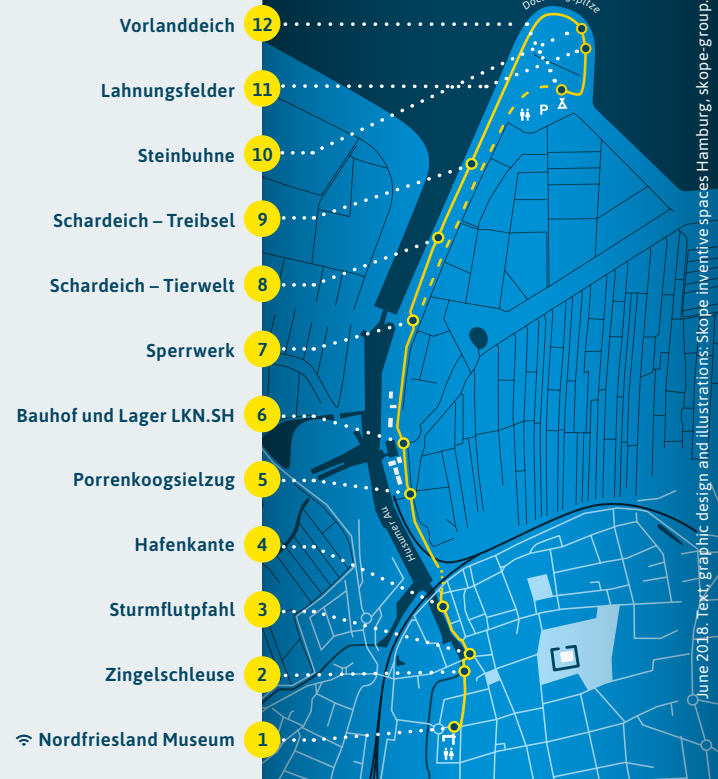 Vorlanddeich 12
Lahnungsfelder 11
Steinbuhne 10
Schardeich – Treibsel 9
Schardeich – Tierwelt 8
Sperrwerk 7
Bauhof und Lager LKN.SH 6
Porrenkoogsielzug 5
Hafenkante 4
Sturmflutpfahl 3
Zingelschleuse 2
Nordfriesland Museum 1
P
Husumer Au
June 2018. Text, graphic design and illustrations: Skope inventive spaces Hamburg, skope-group.